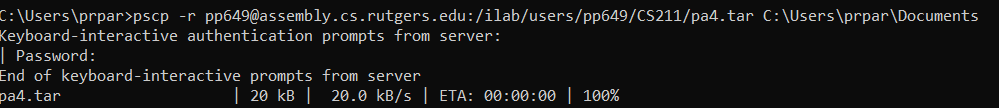 C:\Users\prpar>pscp -r pp649@assembly.cs.rutgers.edu:/ilab/users/pp649/CS211/pa4.tar C:\Users\prpar\Documents
Keyboard-interactive authentication prompts from server:
| Password:
End of keyboard-interactive prompts from server
pa4.tar                   | 20 kB |  20.0 kB/s | ETA: 00:00:00 | 100%